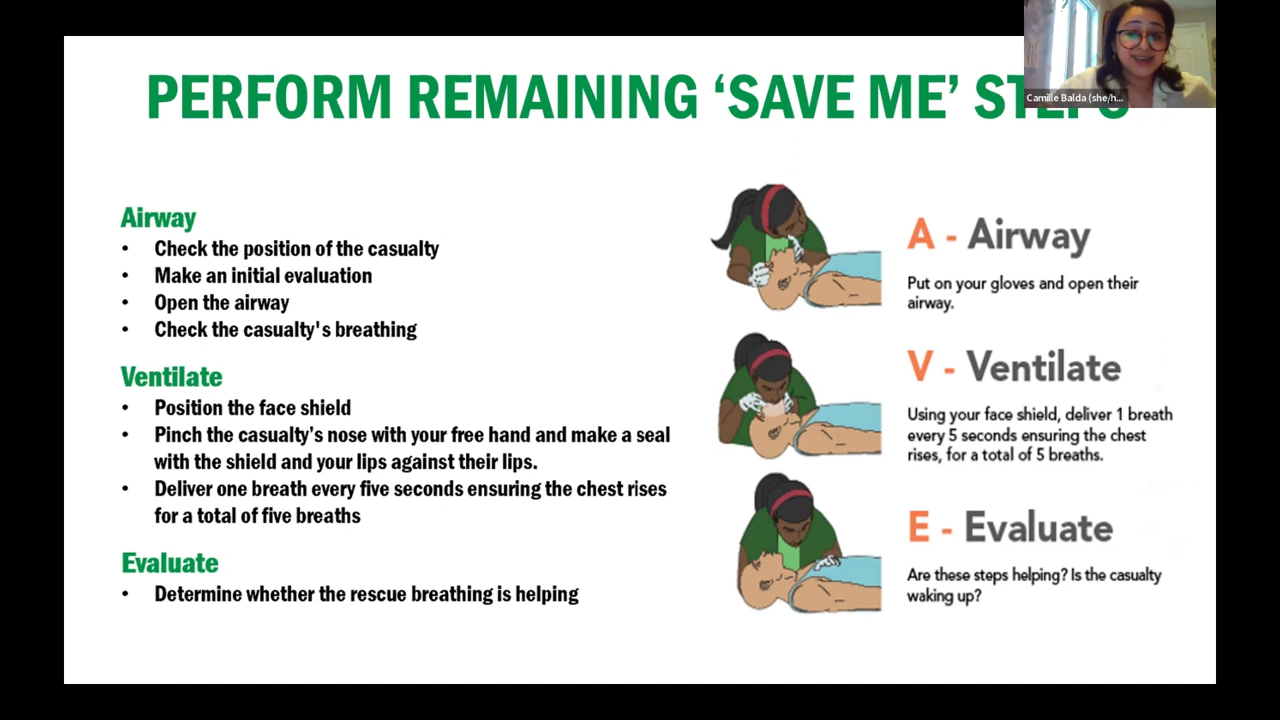 PERFORM REMAINING ‘SAVE ME’ STEPS
Camille Balda (she/h...
Airway
• Check the position of the casualty
• Make an initial evaluation
• Open the airway
• Check the casualty's breathing
Ventilate
• Position the face shield
• Pinch the casualty’s nose with your free hand and make a seal
with the shield and your lips against their lips.
• Deliver one breath every five seconds ensuring the chest rises
for a total of five breaths
Evaluate
• Determine whether the rescue breathing is helping
A - Airway
Put on your gloves and open their
airway.
V - Ventilate
Using your face shield, deliver 1 breath
every 5 seconds ensuring the chest
rises, for a total of 5 breaths.
E - Evaluate
Are these steps helping? Is the casualty
waking up?